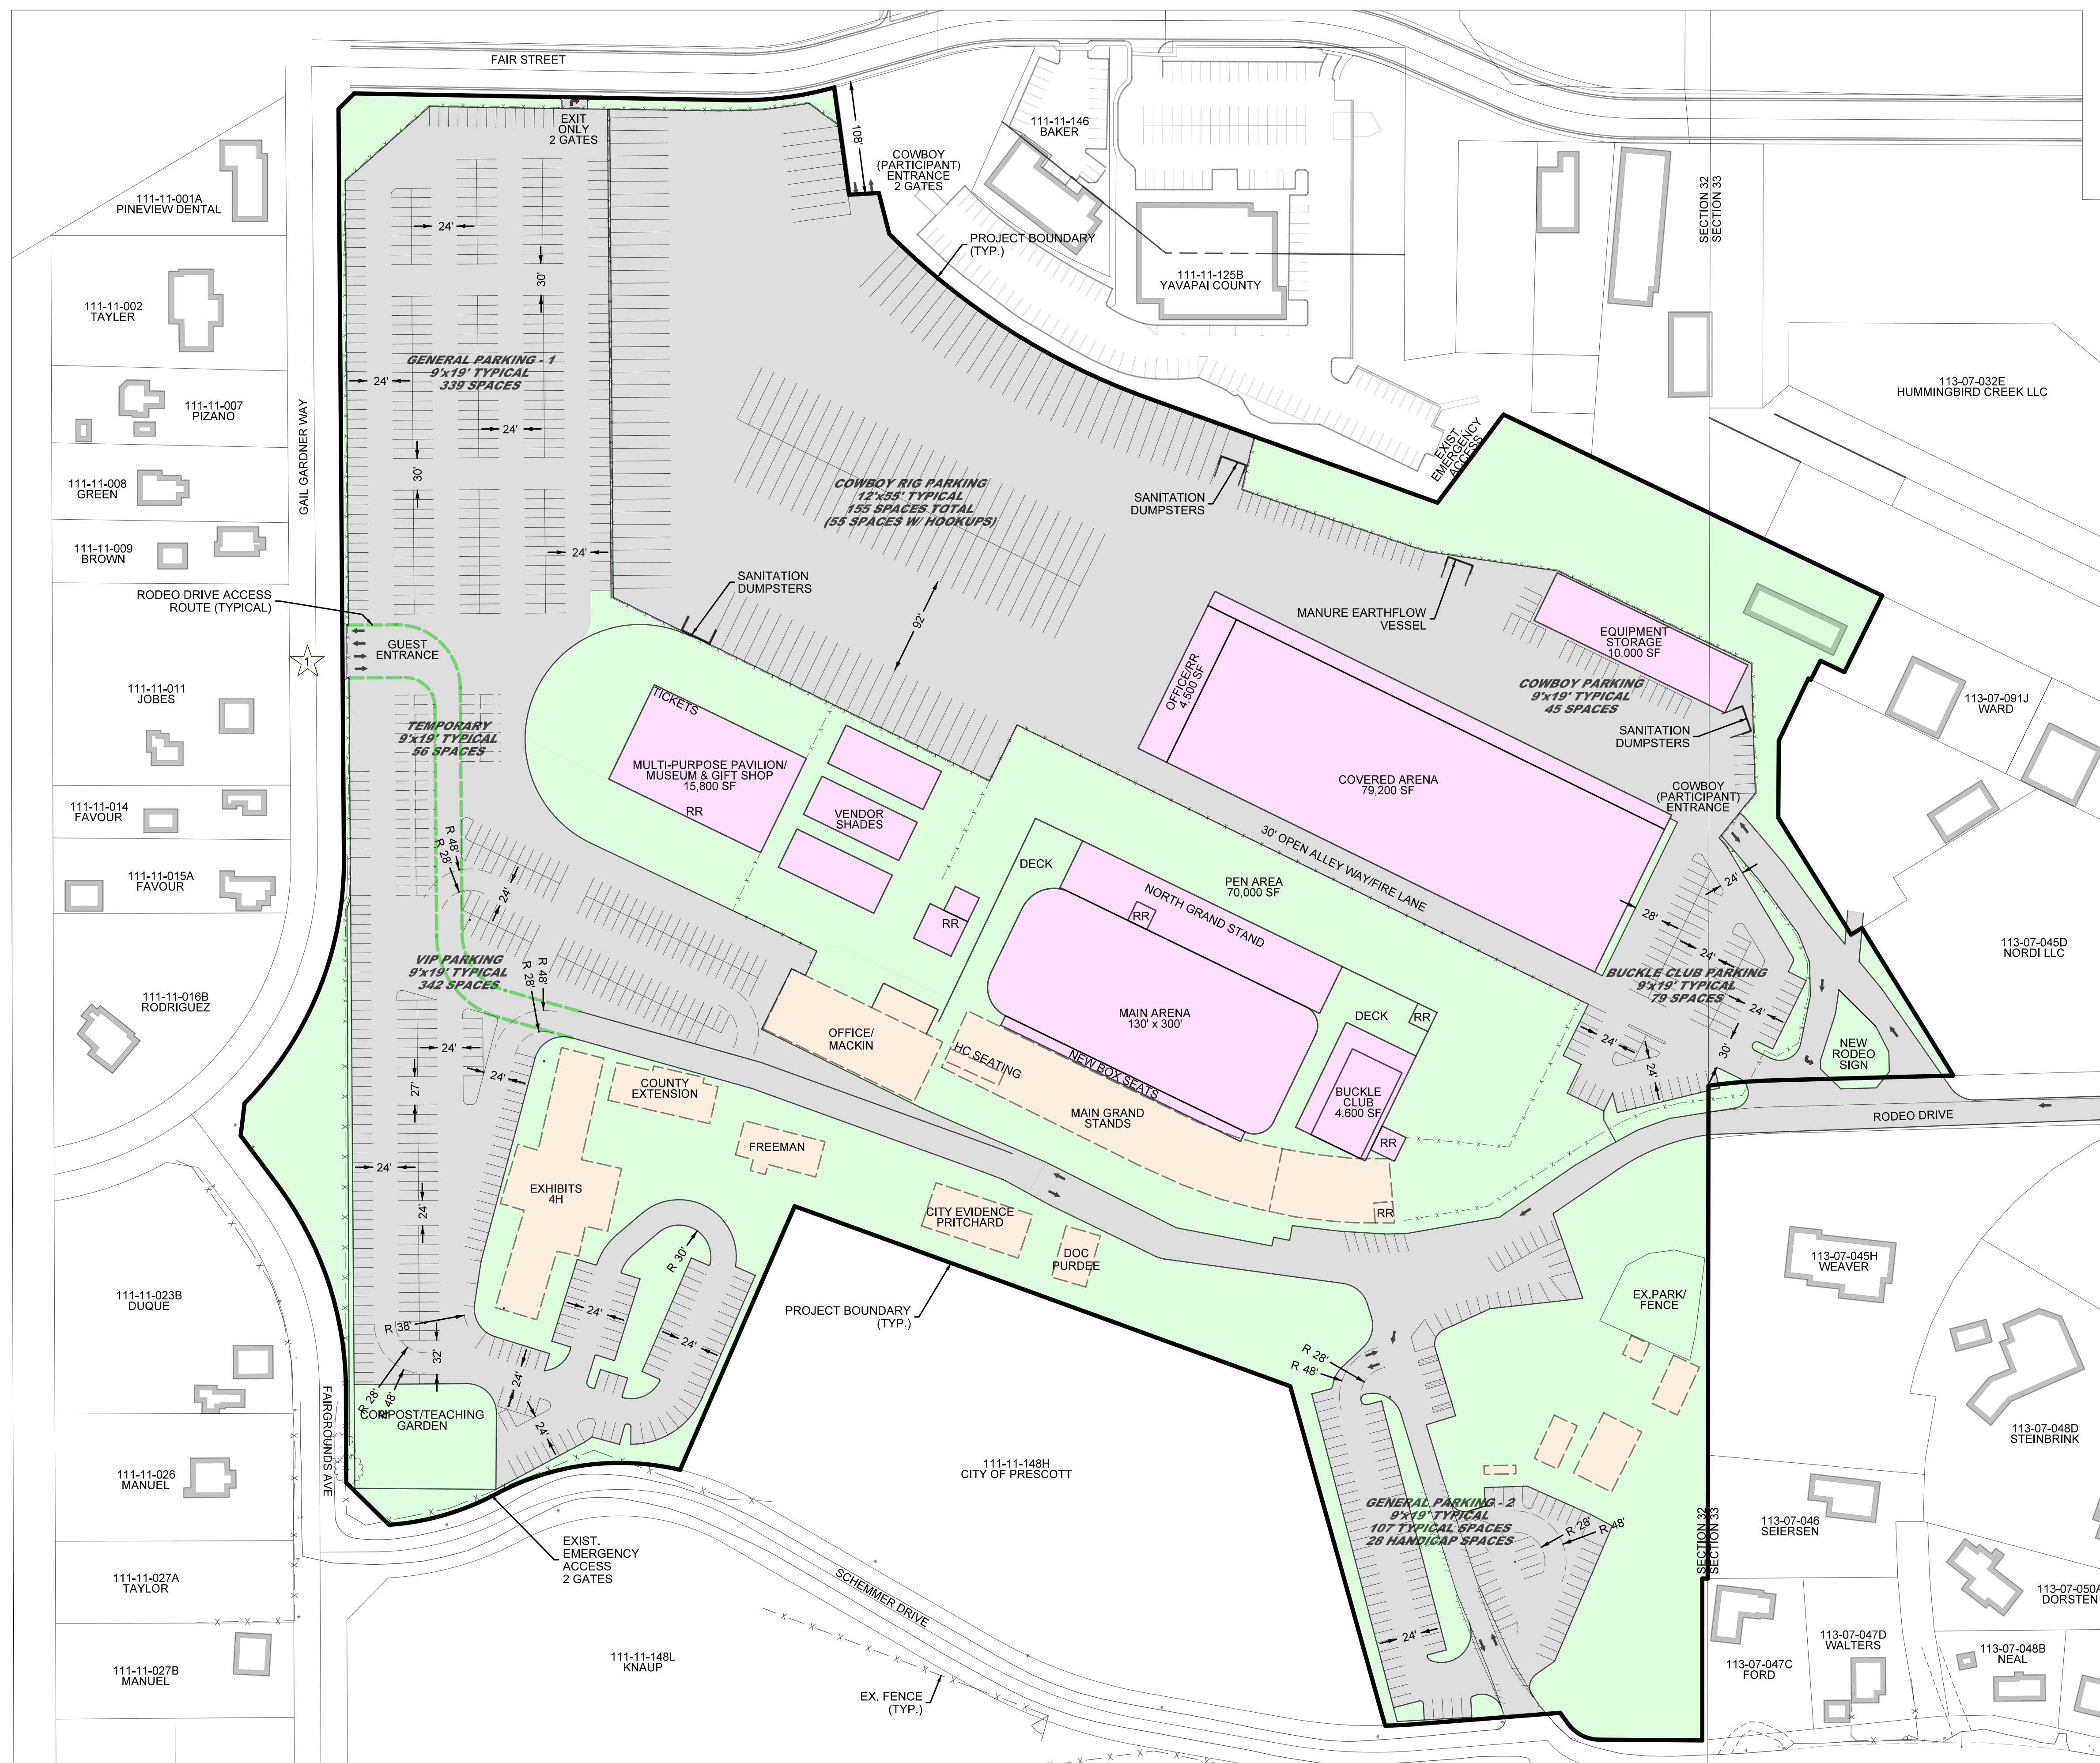 FAIR STREET
EXIT
ONLY
2 GATES
108'
COWBOY
(PARTICIPANT)
ENTRANCE
2 GATES
111-11-146
BAKER
PROJECT BOUNDARY
(TYP.)
111-11-125B
YAVAPAI COUNTY
SECTION 32
SECTION 33
111-11-001A
PINEVIEW DENTAL
24'
30'
111-11-002
TAYLER
GENERAL PARKING - 1
9'x19' TYPICAL
339 SPACES
24'
24'
30'
24'
111-11-007
PIZANO
GAIL GARDNER WAY
111-11-008
GREEN
111-11-009
BROWN
113-07-032E
HUMMINGBIRD CREEK LLC
EXIST.
EMERGENCY
ACCESS
COWBOY RIG PARKING
12'x55' TYPICAL
155 SPACES TOTAL
(55 SPACES W/ HOOKUPS)
SANITATION
DUMPSTERS
SANITATION
DUMPSTERS
92'
RODEO DRIVE ACCESS
ROUTE (TYPICAL)
1
GUEST
ENTRANCE
MANURE EARTHFLOW
VESSEL
EQUIPMENT
STORAGE
10,000 SF
OFFICE/RR
4,500 SF
COWBOY PARKING
9'x19' TYPICAL
45 SPACES
SANITATION
DUMPSTERS
113-07-091J
WARD
111-11-011
JOBES
TEMPORARY
9'x19' TYPICAL
56 SPACES
TICKETS
MULTI-PURPOSE PAVILION/
MUSEUM & GIFT SHOP
15,800 SF
RR
VENDOR
SHADES
COVERED ARENA
79,200 SF
COWBOY
(PARTICIPANT)
ENTRANCE
111-11-014
FAVOUR
111-11-015A
FAVOUR
R 48'
R 28'
24'
30' OPEN ALLEY WAY/FIRE LANE
DECK
PEN AREA
70,000 SF
NORTH GRAND STAND
RR
RR
24'
28'
24'
BUCKLE CLUB PARKING
9'x19' TYPICAL
79 SPACES
24'
24'
24'
30'
113-07-045D
NORDI LLC
VIP PARKING
9'x19' TYPICAL
342 SPACES
R 48'
R 28'
111-11-016B
RODRIGUEZ
MAIN ARENA
130' x 300'
DECK
RR
OFFICE/
MACKIN
HC SEATING
NEW BOX SEATS
MAIN GRAND
STANDS
BUCKLE
CLUB
4,600 SF
RR
RR
NEW
RODEO
SIGN
RODEO DRIVE
24'
24'
27'
24'
24'
COUNTY
EXTENSION
FREEMAN
EXHIBITS
4H
CITY EVIDENCE
PRITCHARD
DOC
PURDEE
R 30'
24'
24'
PROJECT BOUNDARY
(TYP.)
113-07-045H
WEAVER
EX.PARK/
FENCE
111-11-023B
DUQUE
R 38'
32'
R 28'
R 48'
24'
24'
R 28'
R 48'
COMPOST/TEACHING
GARDEN
FAIRGROUNDS AVE
113-07-048D
STEINBRINK
111-11-026
MANUEL
111-11-148H
CITY OF PRESCOTT
GENERAL PARKING - 2
9'x19' TYPICAL
107 TYPICAL SPACES
28 HANDICAP SPACES
R 28'
R 48'
24'
SECTION 32
SECTION 33
113-07-046
SEIERSEN
EXIST.
EMERGENCY
ACCESS
2 GATES
111-11-027A
TAYLOR
SCHEMMER DRIVE
113-07-050A
DORSTEN
111-11-027B
MANUEL
111-11-148L
KNAUP
EX. FENCE
(TYP.)
113-07-047C
FORD
113-07-047D
WALTERS
113-07-048B
NEAL